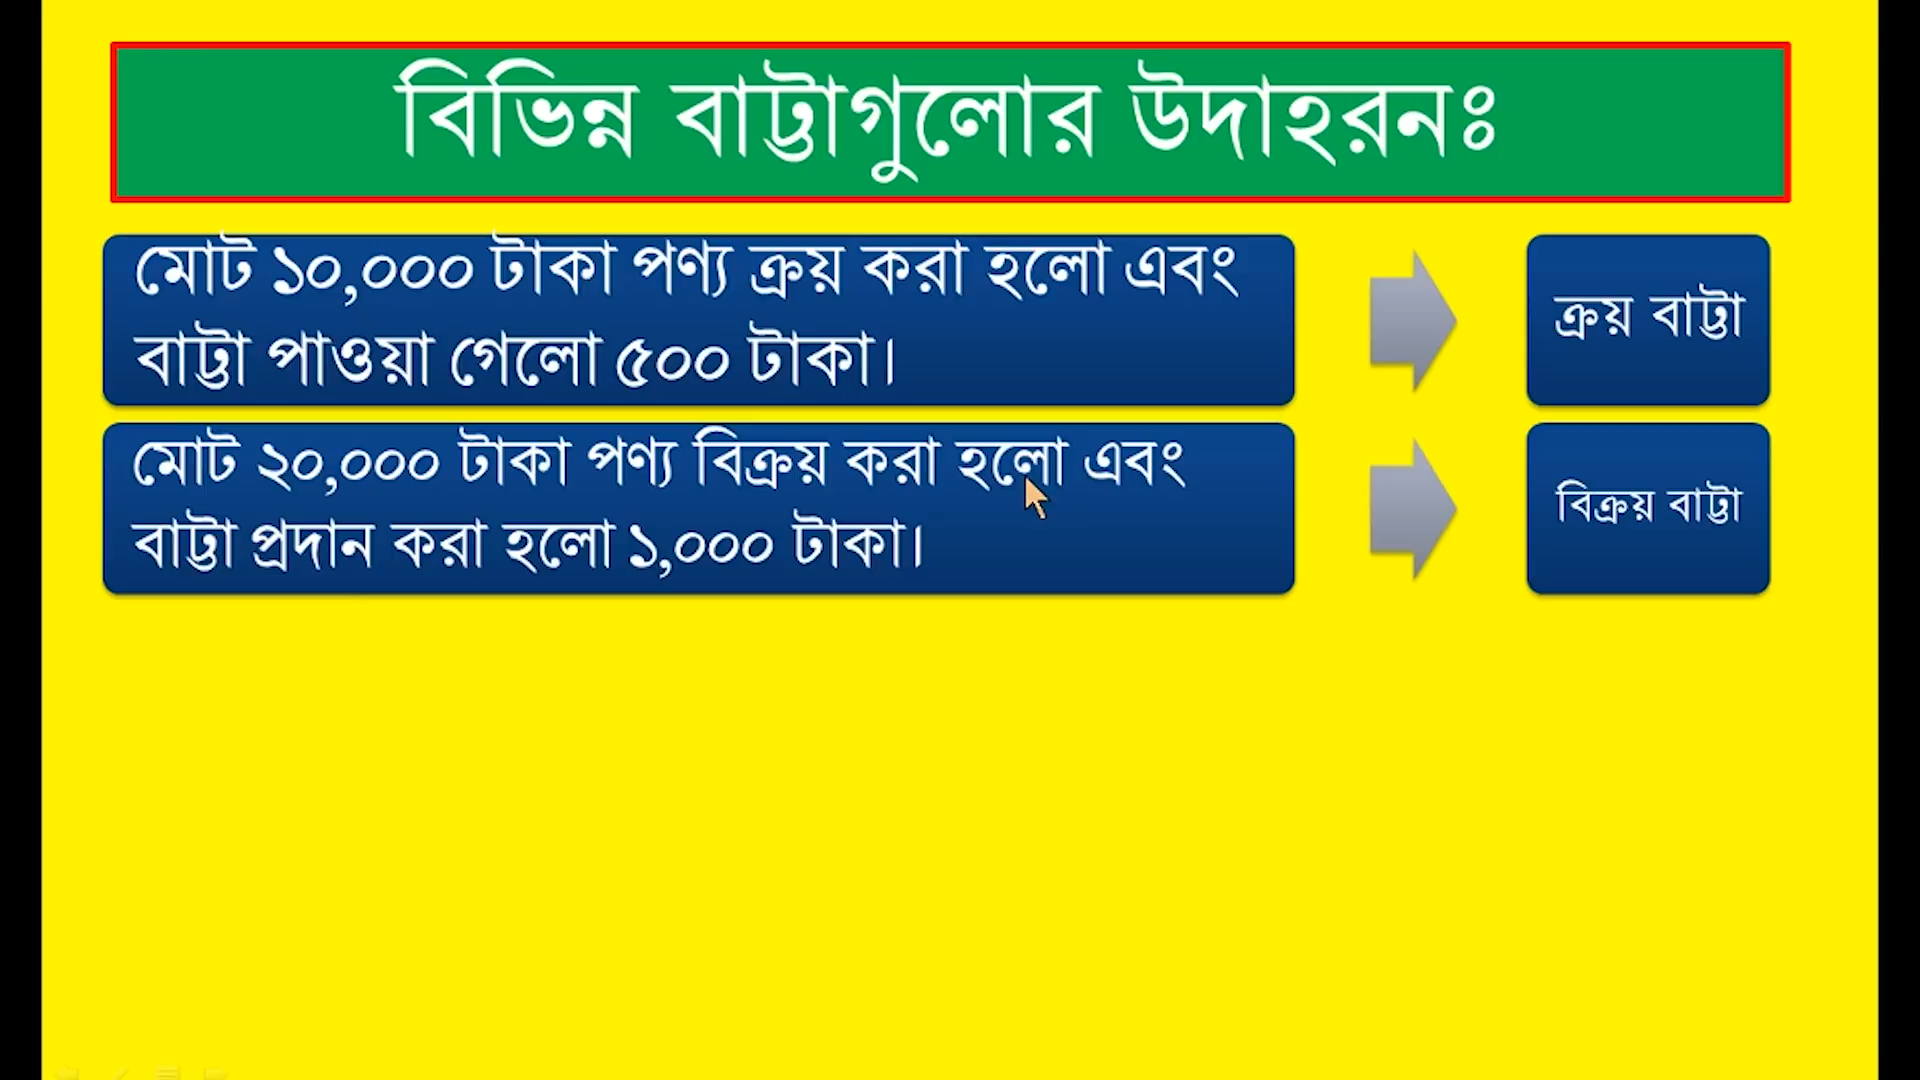 বিভিন্ন বাট্টাগুলোর উদাহরনঃ
মোট ১০,০০০ টাকা পণ্য ক্রয় করা হলো এবং
বাট্টা পাওয়া গেলো ৫০০ টাকা।
ক্রয় বাট্টা
মোট ২০,০০০ টাকা পণ্য বিক্রয় করা হলো এবং
বাট্টা প্রদান করা হলো ১,০০০ টাকা।
বিক্রয় বাট্টা